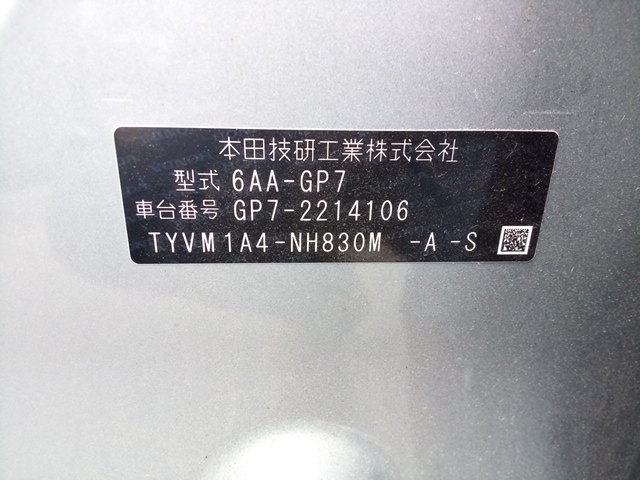 本田技研工業株式会社
型式 6AA-GP7
車台番号 GP7-2214106
TYVM1A4-NH830M -A-S